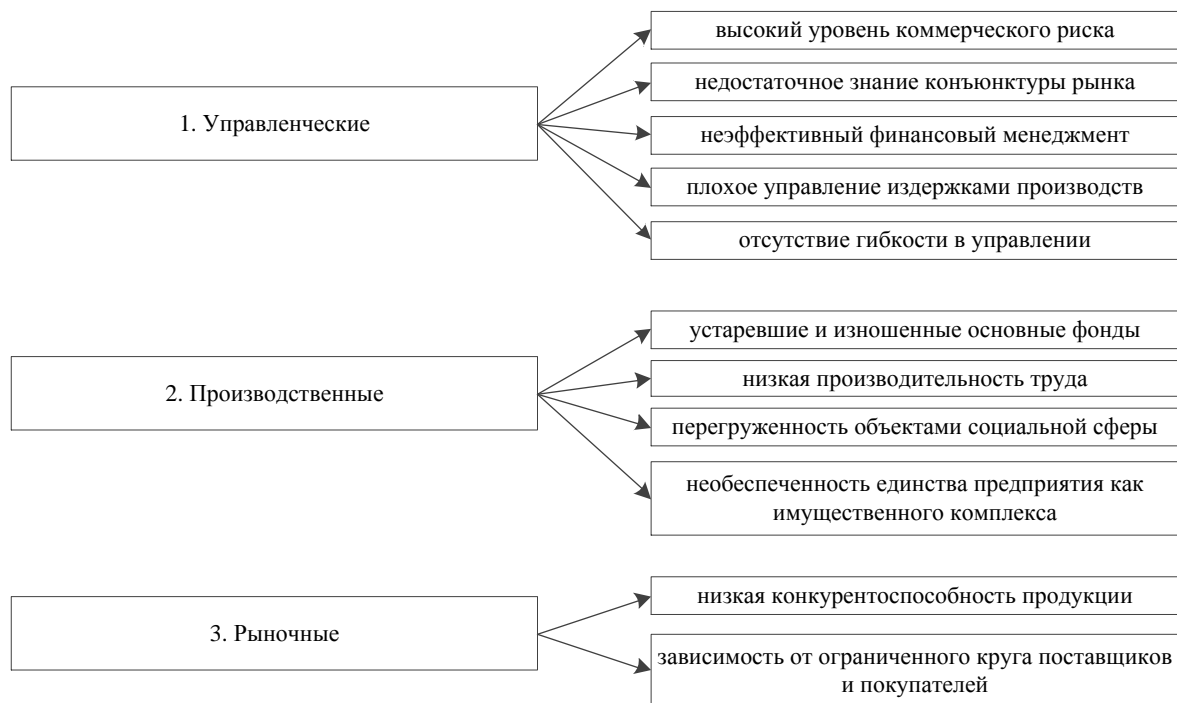 1. Управленческие
высокий уровень коммерческого риска
недостаточное знание конъюнктуры рынка
неэффективный финансовый менеджмент
плохое управление издержками производств
отсутствие гибкости в управлении
2. Производственные
устаревшие и изношенные основные фонды
низкая производительность труда
перегруженность объектами социальной сферы
необеспеченность единства предприятия как
имущественного комплекса
3. Рыночные
низкая конкурентоспособность продукции
зависимость от ограниченного круга поставщиков
и покупателей